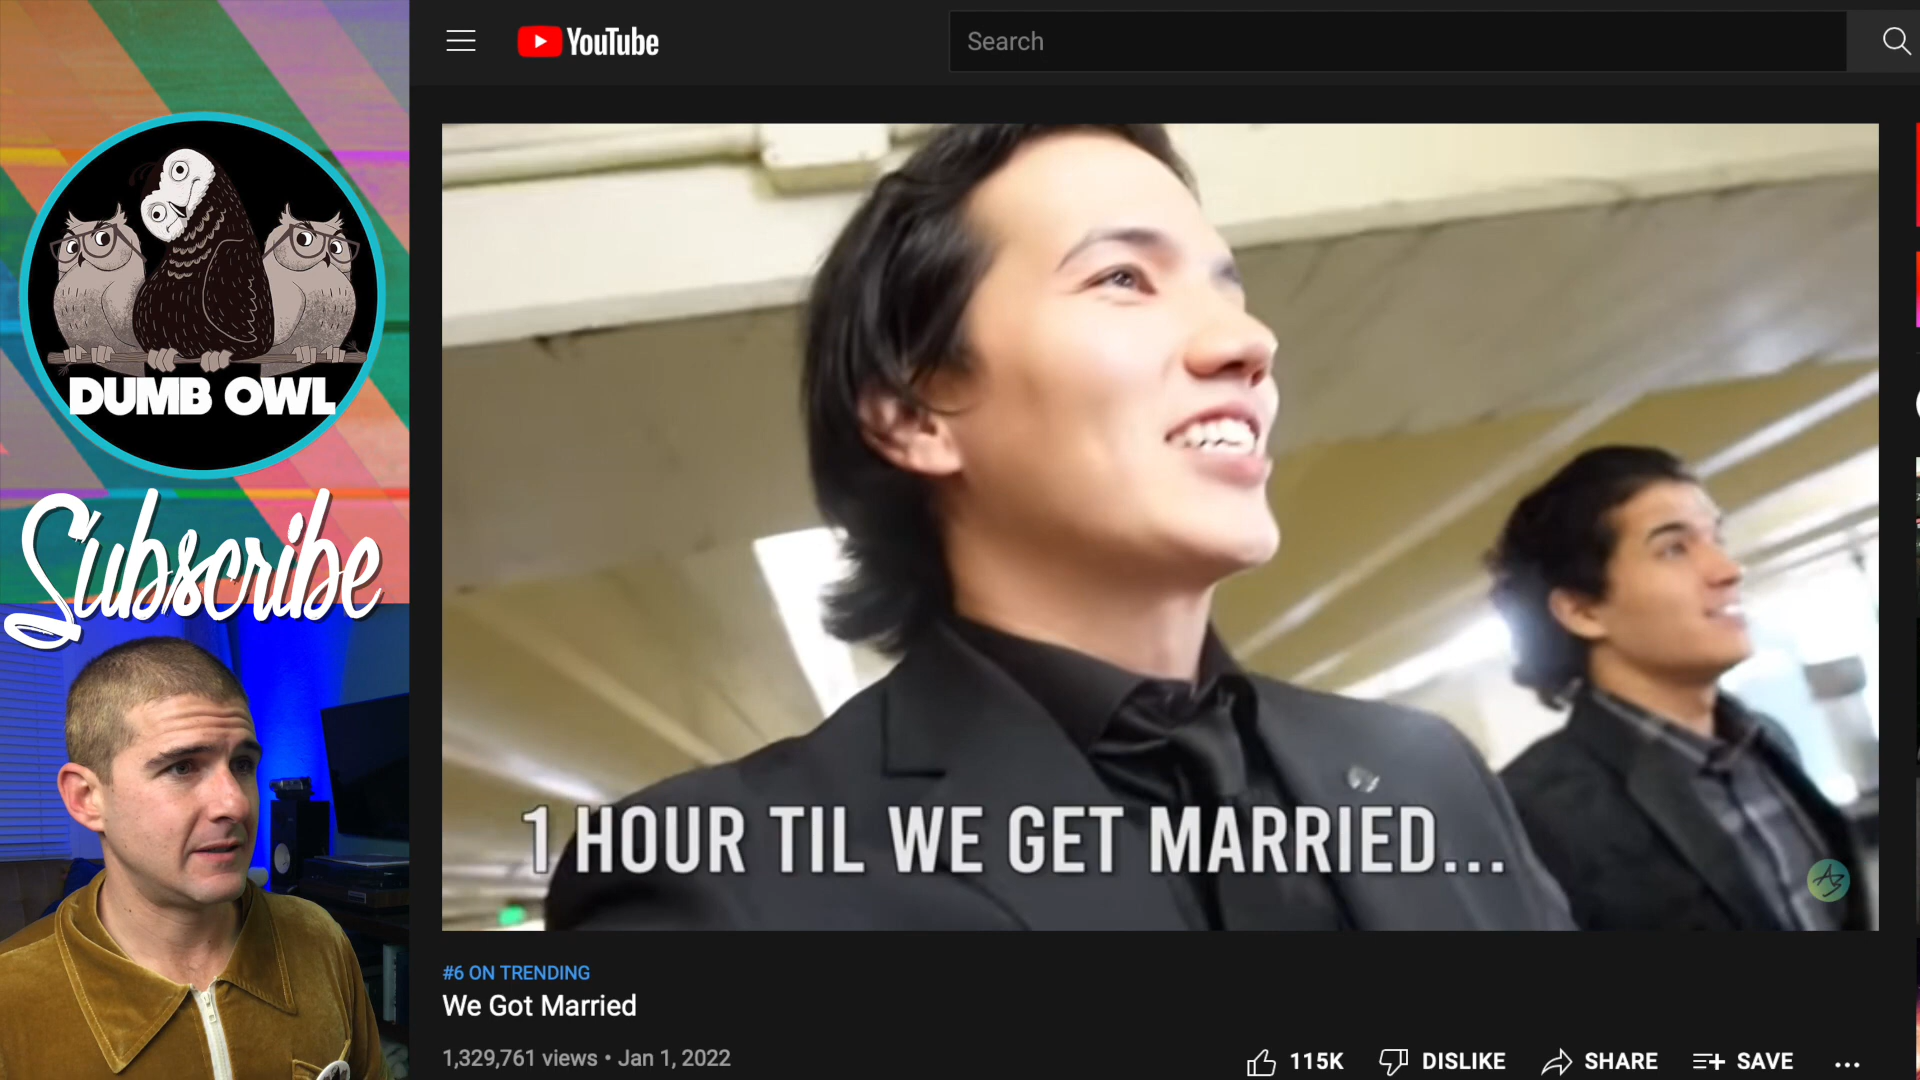 YouTube
Search
DUMB OWL
Subscribe
1 HOUR TIL WE GET MARRIED...
#6 ON TRENDING
We Got Married
1,329,761 views • Jan 1, 2022
115K
DISLIKE
SHARE
SAVE
...